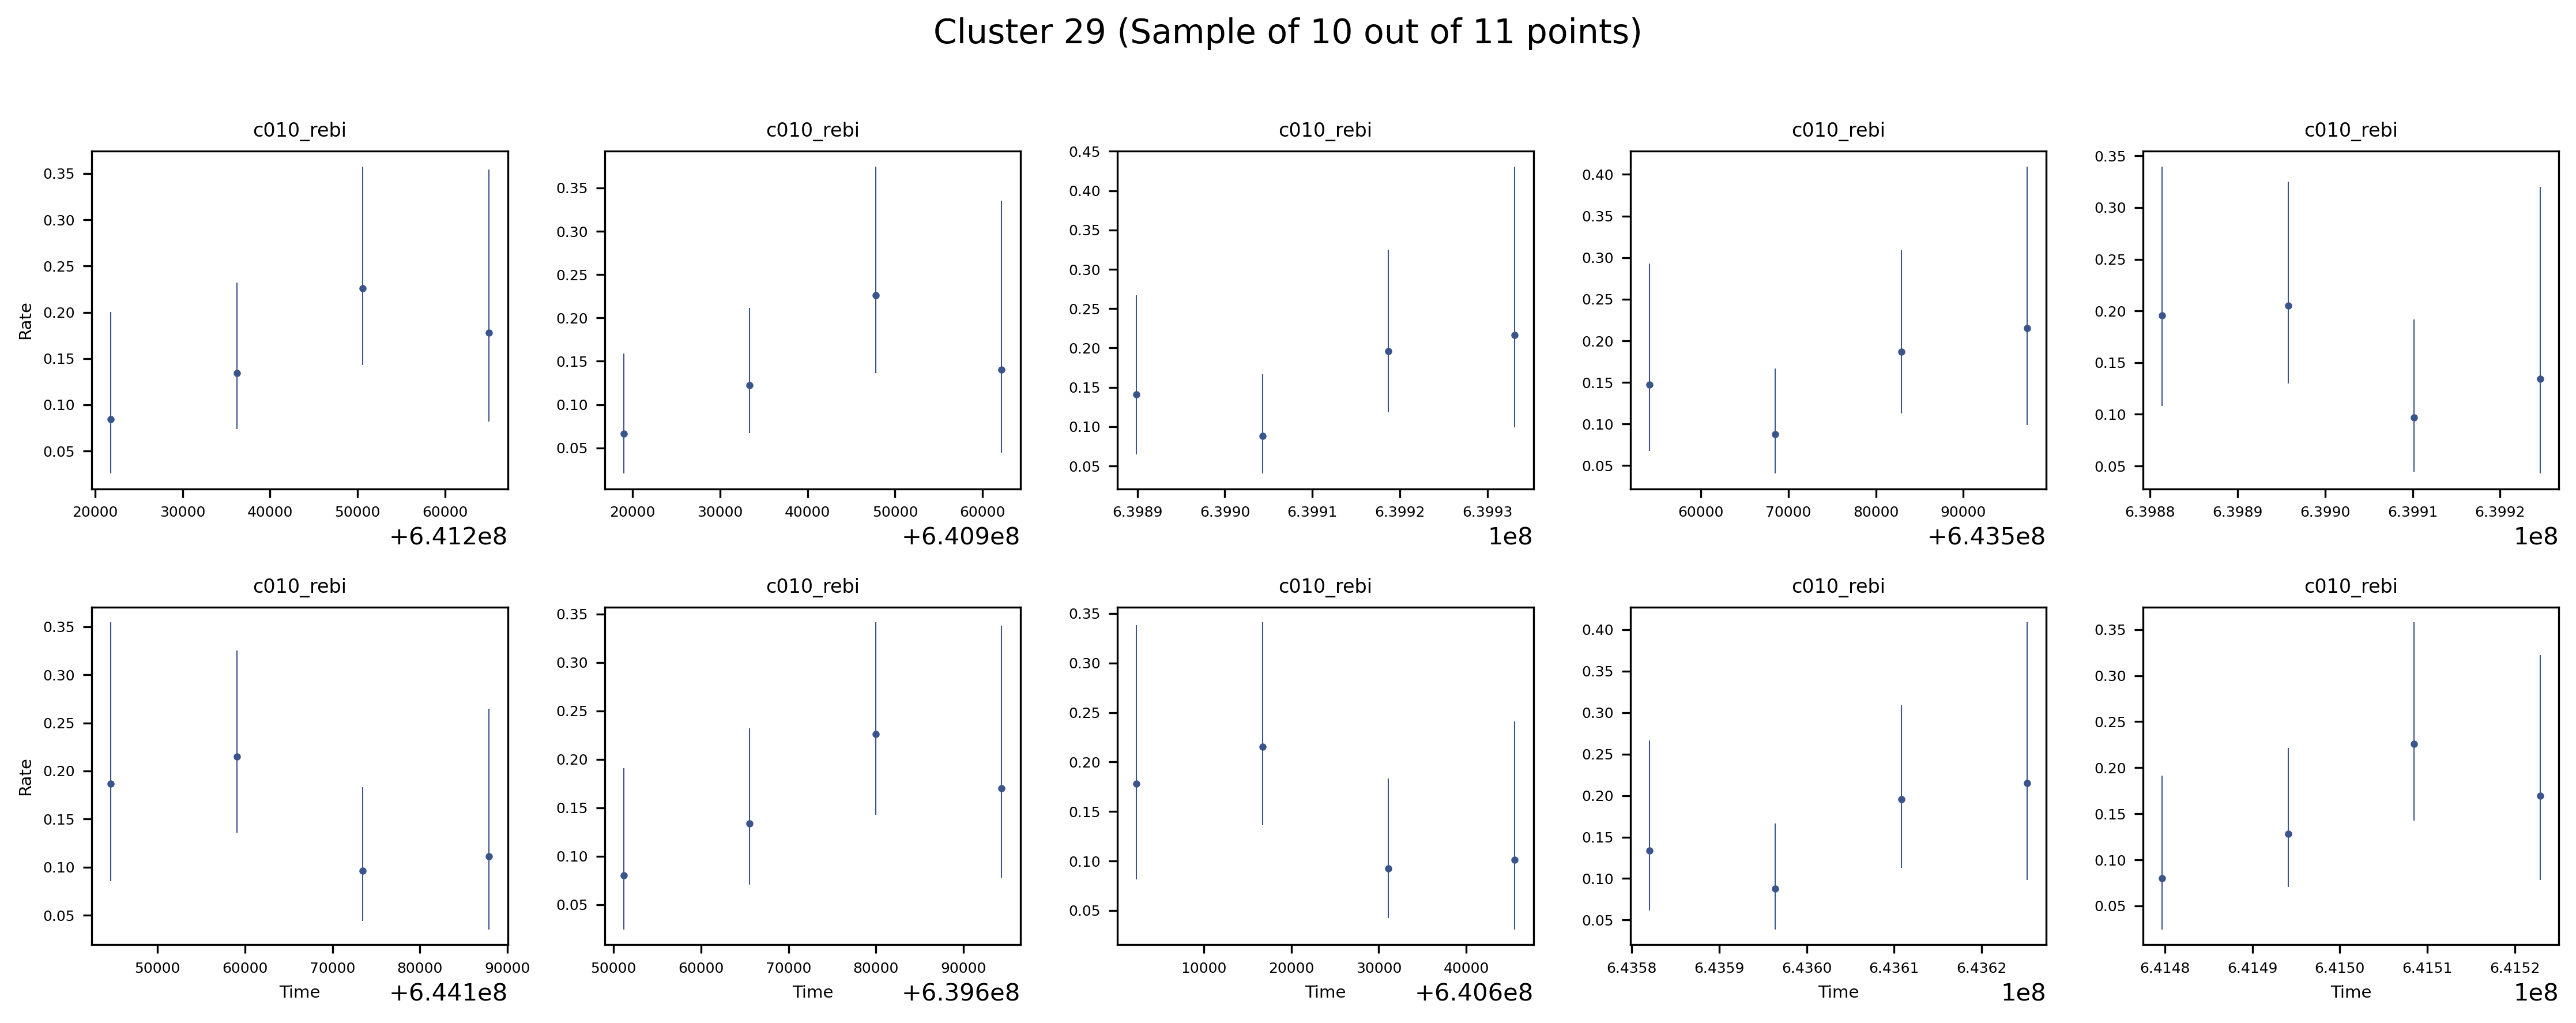 Cluster 29 (Sample of 10 out of 11 points)
c010_rebi c010_rebi c010_rebi c010_rebi c010_rebi
Rate
0.35 0.30 0.25 0.20 0.15 0.10 0.05
20000 30000 40000 50000 60000
+6.412e8
0.35 0.30 0.25 0.20 0.15 0.10 0.05
20000 30000 40000 50000 60000
+6.409e8
0.45 0.40 0.35 0.30 0.25 0.20 0.15 0.10 0.05
6.3989 6.3990 6.3991 6.3992 6.3993
1e8
0.40 0.35 0.30 0.25 0.20 0.15 0.10 0.05
60000 70000 80000 90000
+6.435e8
0.35 0.30 0.25 0.20 0.15 0.10 0.05
6.3988 6.3989 6.3990 6.3991 6.3992
1e8
c010_rebi c010_rebi c010_rebi c010_rebi c010_rebi
Rate
0.35 0.30 0.25 0.20 0.15 0.10 0.05
50000 60000 70000 80000 90000
Time +6.441e8
0.35 0.30 0.25 0.20 0.15 0.10 0.05
50000 60000 70000 80000 90000
Time +6.396e8
0.35 0.30 0.25 0.20 0.15 0.10 0.05
10000 20000 30000 40000
Time +6.406e8
0.40 0.35 0.30 0.25 0.20 0.15 0.10 0.05
6.4358 6.4359 6.4360 6.4361 6.4362
Time 1e8
0.35 0.30 0.25 0.20 0.15 0.10 0.05
6.4148 6.4149 6.4150 6.4151 6.4152
Time 1e8